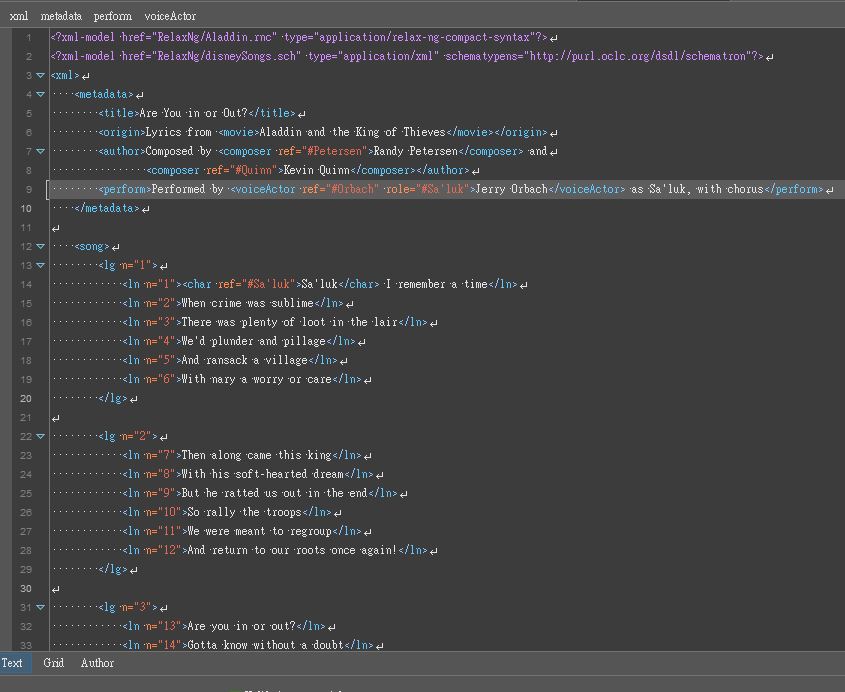 xml metadata perform voiceActor
1 <?xml-model href="RelaxNg/Aladdin.rnc" type="application/relax-ng-compact-syntax"?>
2 <?xml-model href="RelaxNg/disneySongs.sch" type="application/xml" schematypens="http://purl.oclc.org/dsdl/schematron"?>
3 <xml>
4 <metadata>
5 <title>Are You in or Out?</title>
6 <origin>Lyrics from <movie>Aladdin and the King of Thieves</movie></origin>
7 <author>Composed by <composer ref="#Petersen">Randy Petersen</composer> and
8 <composer ref="#Quinn">Kevin Quinn</composer></author>
9 <perform>Performed by <voiceActor ref="#Orbach" role="#Sa'luk">Jerry Orbach</voiceActor> as Sa'luk, with chorus</perform>
10 </metadata>
11
12 <song>
13 <lg n="1">
14 <ln n="1"><char ref="#Sa'luk">Sa'luk</char> I remember a time</ln>
15 <ln n="2">When crime was sublime</ln>
16 <ln n="3">There was plenty of loot in the lair</ln>
17 <ln n="4">We'd plunder and pillage</ln>
18 <ln n="5">And ransack a village</ln>
19 <ln n="6">With nary a worry or care</ln>
20 </lg>
21
22 <lg n="2">
23 <ln n="7">Then along came this king</ln>
24 <ln n="8">With his soft-hearted dream</ln>
25 <ln n="9">But he ratted us out in the end</ln>
26 <ln n="10">So rally the troops</ln>
27 <ln n="11">We were meant to regroup</ln>
28 <ln n="12">And return to our roots once again!</ln>
29 </lg>
30
31 <lg n="3">
32 <ln n="13">Are you in or out?</ln>
33 <ln n="14">Gotta know without a doubt</ln>
Text Grid Author